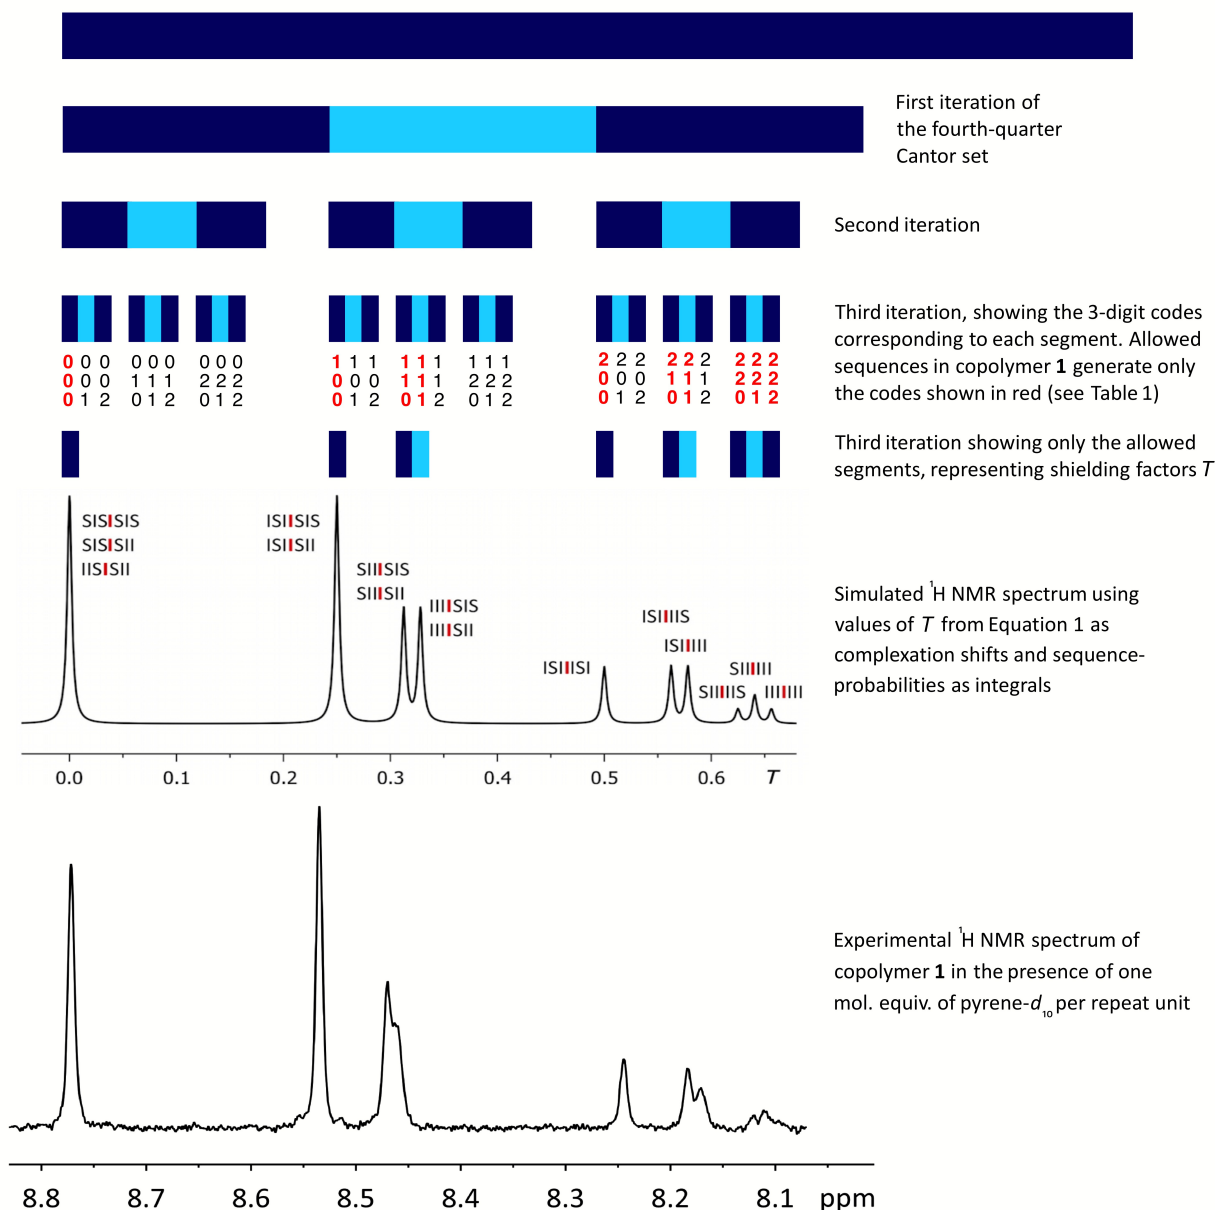 First iteration of
the fourth-quarter
Cantor set
Second iteration
Third iteration, showing the 3-digit codes
corresponding to each segment. Allowed
sequences in copolymer 1 generate only
the codes shown in red (see Table 1)
0 0 0 0 0 0 0 0 0 1 1 1 1 1 1 1 1 1 2 2 2 2 2 2 2 2 2
0 0 0 1 1 1 2 2 2 0 0 0 1 1 1 2 2 2 0 0 0 1 1 1 2 2 2
0 1 2 0 1 2 0 1 2 0 1 2 0 1 2 0 1 2 0 1 2 0 1 2 0 1 2
Third iteration showing only the allowed
segments, representing shielding factors T
SISISIS
SISISII
IISISII
ISIISIS
ISIISII
SIIISIS
SIIISII
IIIISIS
IIIISII
ISIIISI
ISIIIIS
ISIIIII
SIIIIII
SIIIIIS
IIIIIII
Simulated ¹H NMR spectrum using
values of T from Equation 1 as
complexation shifts and sequence-
probabilities as integrals
0.0 0.1 0.2 0.3 0.4 0.5 0.6 T
Experimental ¹H NMR spectrum of
copolymer 1 in the presence of one
mol. equiv. of pyrene-d₁₀ per repeat unit
8.8 8.7 8.6 8.5 8.4 8.3 8.2 8.1 ppm